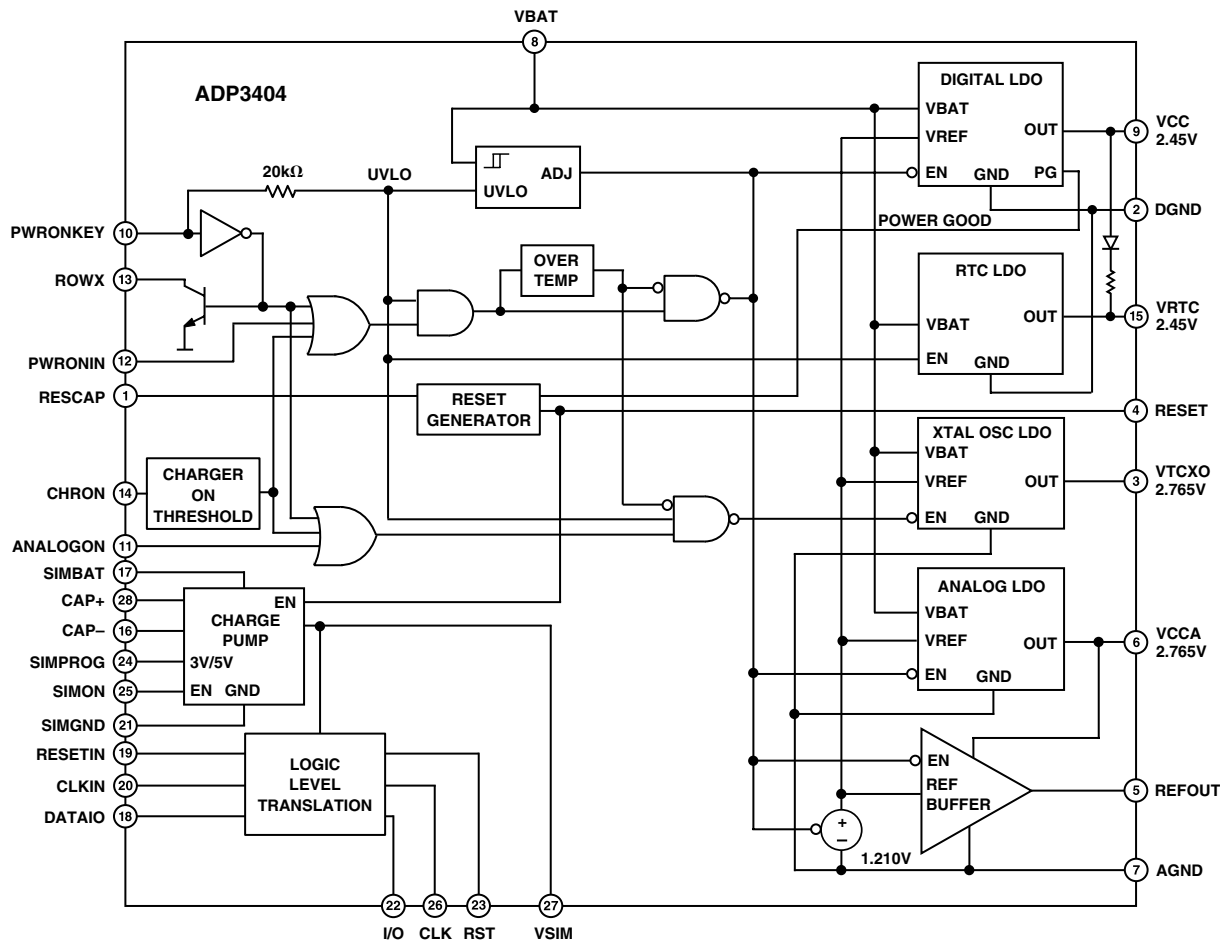 VBAT
8
ADP3404
DIGITAL LDO
VBAT
VREF
OUT
EN
GND
PG
9
VCC
2.45V
20kΩ
UVLO
ADJ
UVLO
PWRONKEY
10
2
DGND
POWER GOOD
ROWX
13
OVER
TEMP
RTC LDO
VBAT
OUT
EN
GND
15
VRTC
2.45V
PWRONIN
12
RESCAP
1
RESET
GENERATOR
4
RESET
XTAL OSC LDO
VBAT
VREF
OUT
EN
GND
3
VTCXO
2.765V
CHRON
14
CHARGER
ON
THRESHOLD
ANALOGON
11
SIMBAT
17
CAP+
28
CAP–
16
SIMPROG
24
SIMON
25
SIMGND
21
EN
CHARGE
PUMP
3V/5V
EN GND
ANALOG LDO
VBAT
VREF
OUT
EN
GND
6
VCCA
2.765V
RESETIN
19
CLKIN
20
DATAIO
18
LOGIC
LEVEL
TRANSLATION
EN
REF
BUFFER
5
REFOUT
+
–
1.210V
7
AGND
22
26
23
27
I/O
CLK
RST
VSIM